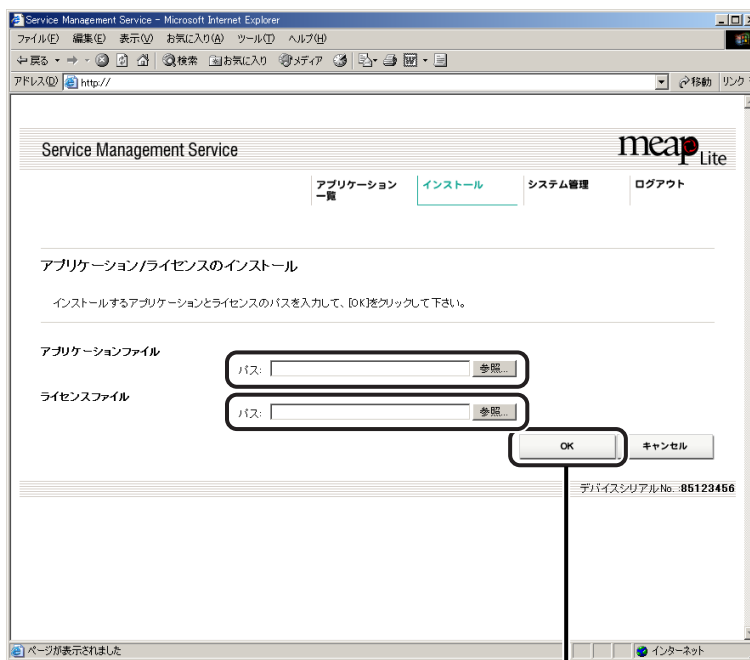 Service Management Service - Microsoft Internet Explorer
ファイル(F) 編集(E) 表示(V) お気に入り(A) ツール(T) ヘルプ(H)
戻る 検索 お気に入り メディア
アドレス(D) http:// 移動 リンク
Service Management Service
meap Lite
アプリケーション
一覧
インストール
システム管理
ログアウト
アプリケーション/ライセンスのインストール
インストールするアプリケーションとライセンスのパスを入力して、[OK]をクリックして下さい。
アプリケーションファイル
パス: 参照...
ライセンスファイル
パス: 参照...
OK キャンセル
デバイスシリアルNo. :85123456
ページが表示されました インターネット